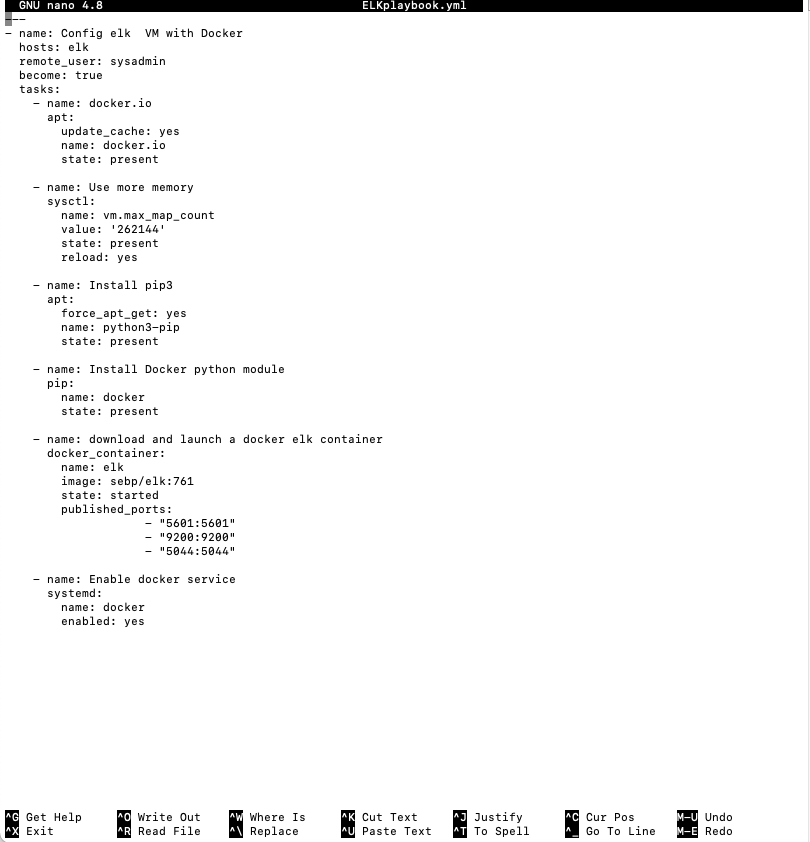 GNU nano 4.8                                     ELKplaybook.yml
---
- name: Config elk  VM with Docker
  hosts: elk
  remote_user: sysadmin
  become: true
  tasks:
    - name: docker.io
      apt:
        update_cache: yes
        name: docker.io
        state: present

    - name: Use more memory
      sysctl:
        name: vm.max_map_count
        value: '262144'
        state: present
        reload: yes

    - name: Install pip3
      apt:
        force_apt_get: yes
        name: python3-pip
        state: present

    - name: Install Docker python module
      pip:
        name: docker
        state: present

    - name: download and launch a docker elk container
      docker_container:
        name: elk
        image: sebp/elk:761
        state: started
        published_ports:
                    - "5601:5601"
                    - "9200:9200"
                    - "5044:5044"

    - name: Enable docker service
      systemd:
        name: docker
        enabled: yes

^G Get Help     ^O Write Out    ^W Where Is     ^K Cut Text     ^J Justify      ^C Cur Pos      M-U Undo
^X Exit         ^R Read File    ^\ Replace      ^U Paste Text   ^T To Spell     ^_ Go To Line   M-E Redo